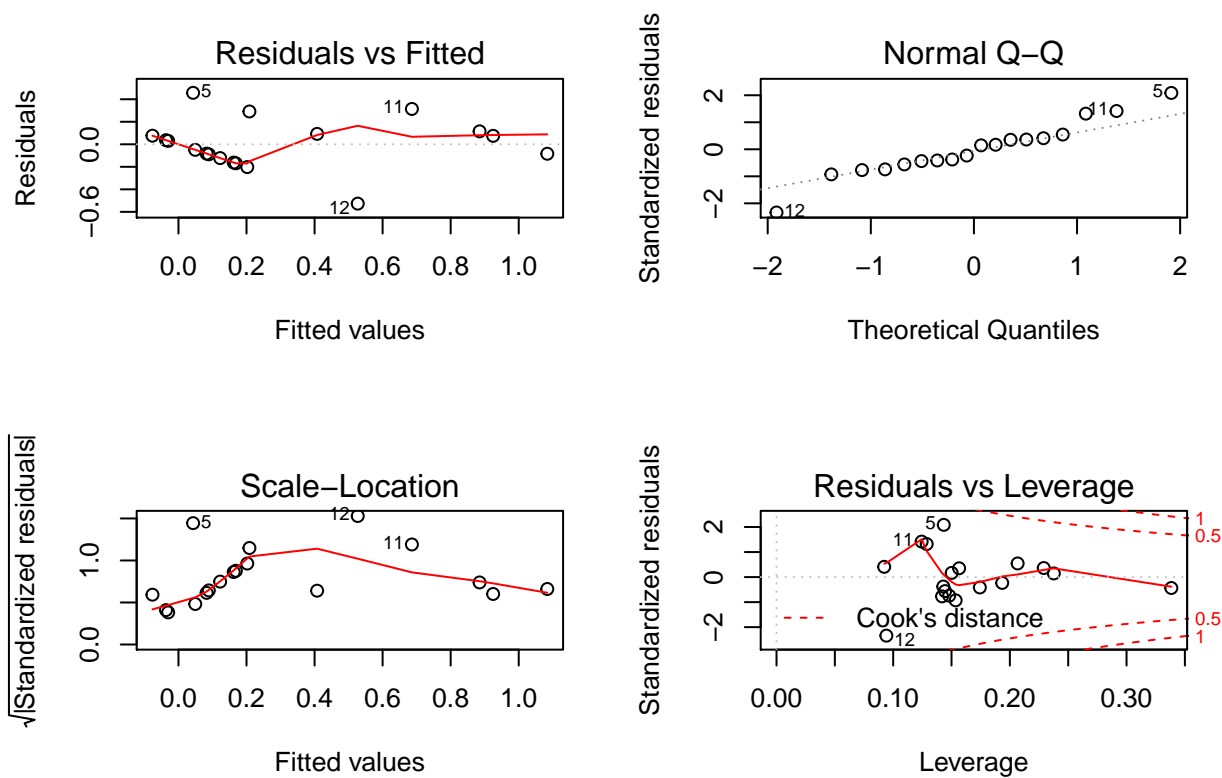 Residuals vs Fitted
Residuals
0.0
−0.6
5
11
12
0.0 0.2 0.4 0.6 0.8 1.0
Fitted values
Normal Q−Q
Standardized residuals
2
0
−2
5
11
12
−2 −1 0 1 2
Theoretical Quantiles
Scale−Location
√|Standardized residuals|
1.0
0.0
5
12
11
0.0 0.2 0.4 0.6 0.8 1.0
Fitted values
Residuals vs Leverage
Standardized residuals
2
0
−2
5
11
12
Cook's distance
1
0.5
0.5
1
0.00 0.10 0.20 0.30
Leverage